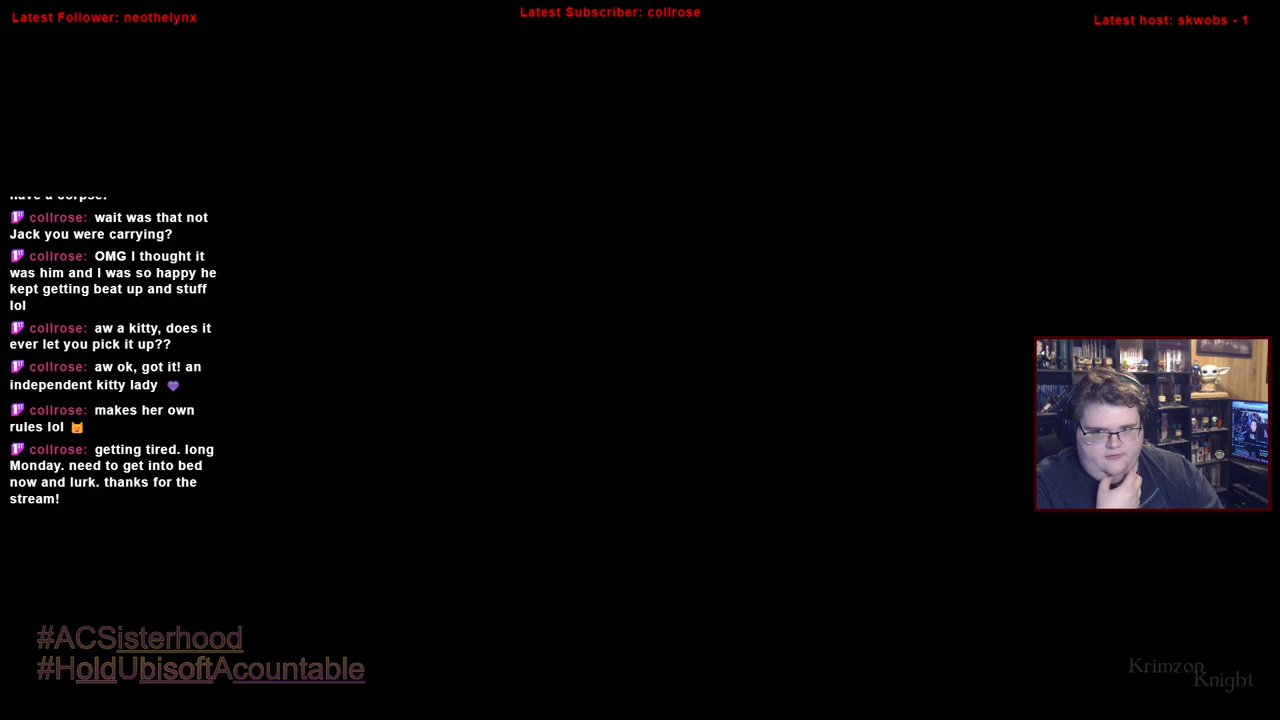 Latest Follower: neothelynx
Latest Subscriber: collrose
Latest host: skwobs - 1
have a corpse!
collrose: wait was that not
Jack you were carrying?
collrose: OMG I thought it
was him and I was so happy he
kept getting beat up and stuff
lol
collrose: aw a kitty, does it
ever let you pick it up??
collrose: aw ok, got it! an
independent kitty lady 💜
collrose: makes her own
rules lol 😺
collrose: getting tired. long
Monday. need to get into bed
now and lurk. thanks for the
stream!
#ACSisterhood
#HoldUbisoftAcountable
Krimzon
Knight